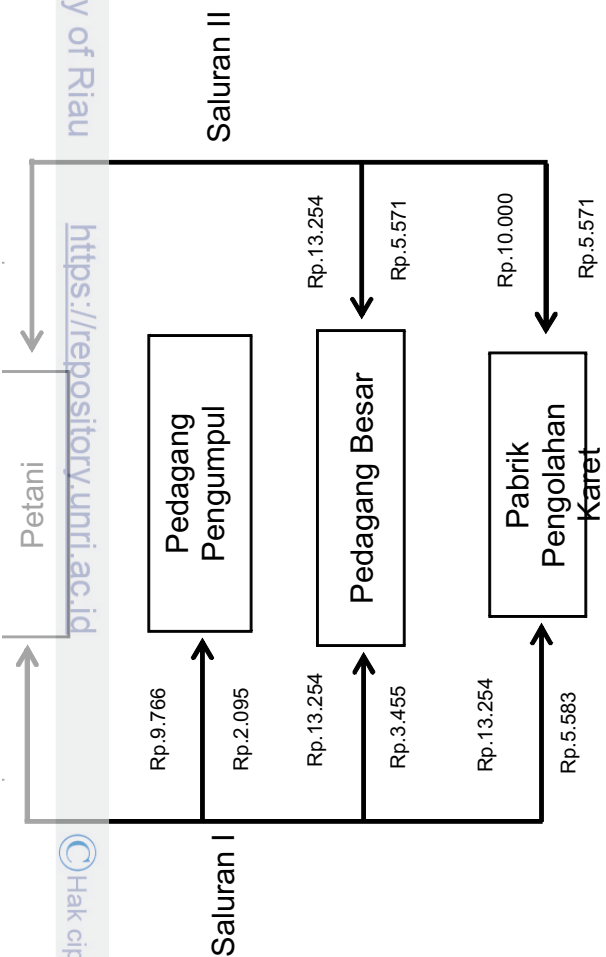 Petani
Saluran I
Saluran II
Pedagang
Pengumpul
Rp.9.766
Rp.2.095
Pedagang Besar
Rp.13.254
Rp.3.455
Rp.13.254
Rp.5.571
Pabrik
Pengolahan
Karet
Rp.13.254
Rp.5.583
Rp.10.000
Rp.5.571
y of Riau
https://repository.unri.ac.id
©Hak cip